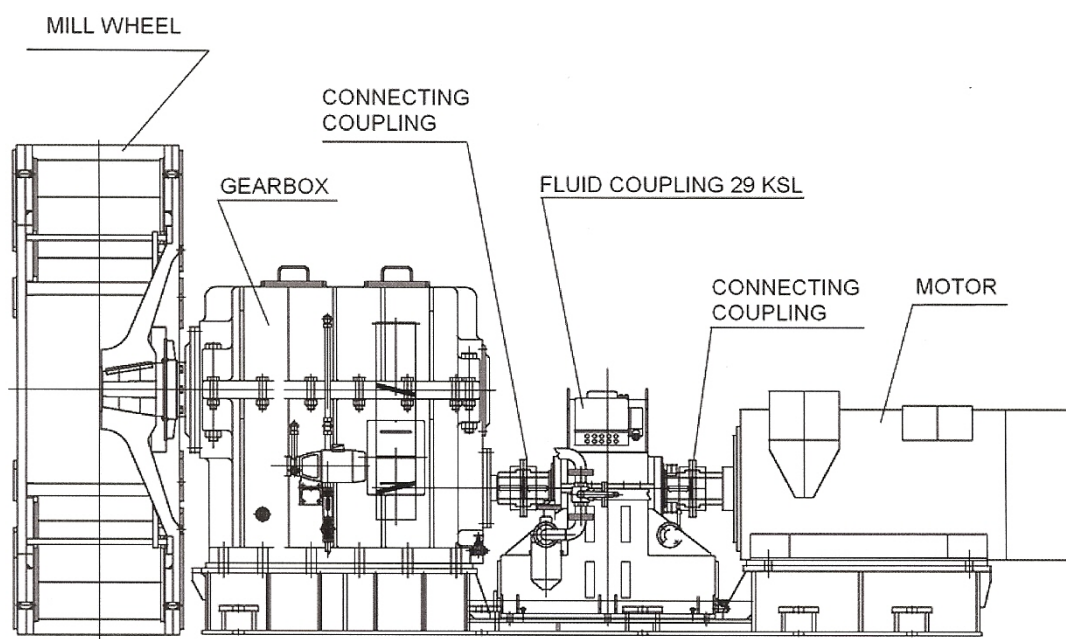 MILL WHEEL
CONNECTING
COUPLING
GEARBOX
FLUID COUPLING 29 KSL
CONNECTING
COUPLING
MOTOR